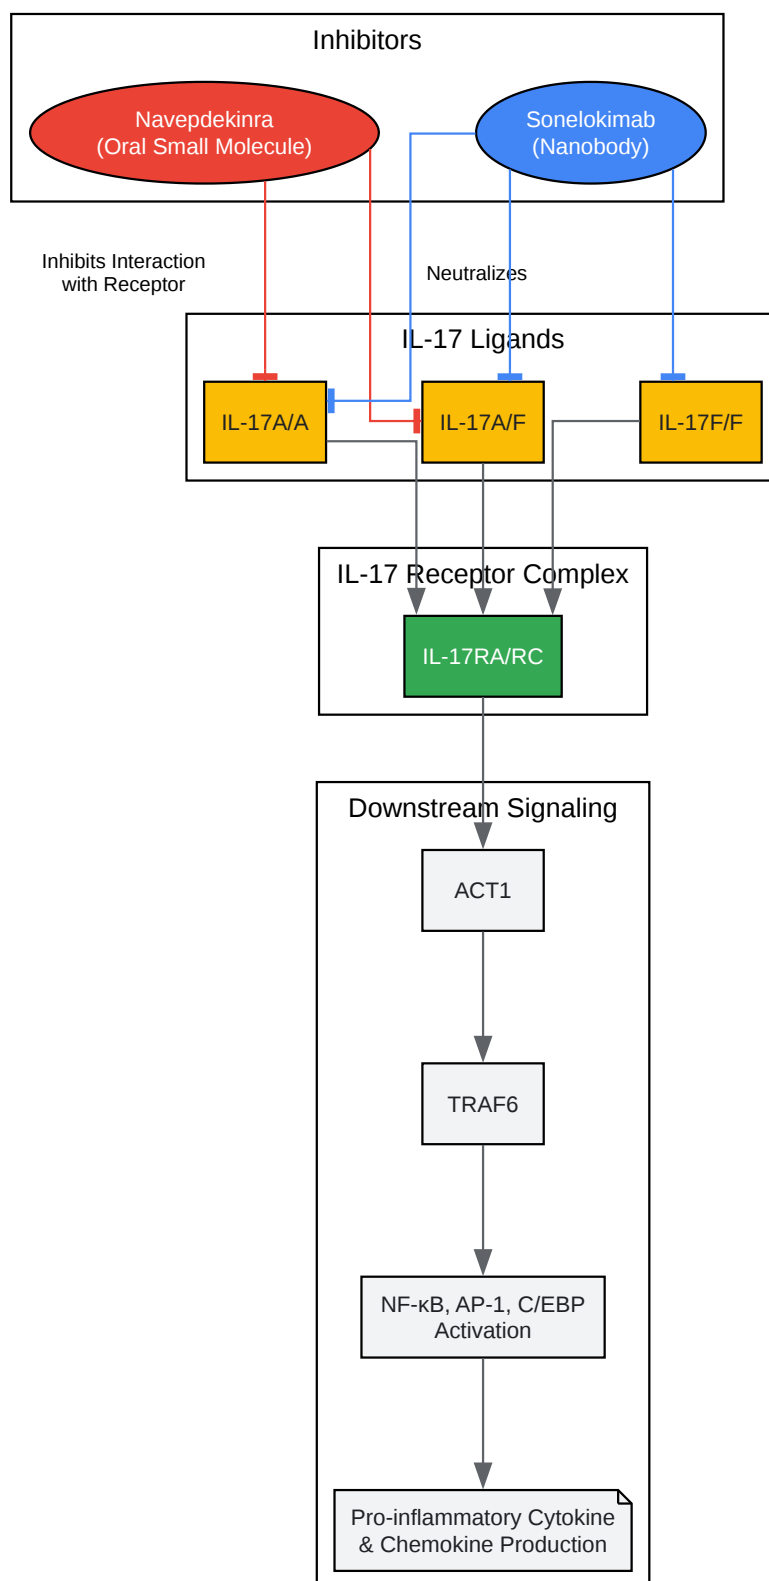 Inhibitors
Navepdekinra
(Oral Small Molecule)
Sonelokimab
(Nanobody)
Inhibits Interaction
with Receptor
Neutralizes
IL-17 Ligands
IL-17A/A
IL-17A/F
IL-17F/F
IL-17 Receptor Complex
IL-17RA/RC
Downstream Signaling
ACT1
TRAF6
NF-κB, AP-1, C/EBP
Activation
Pro-inflammatory Cytokine
& Chemokine Production